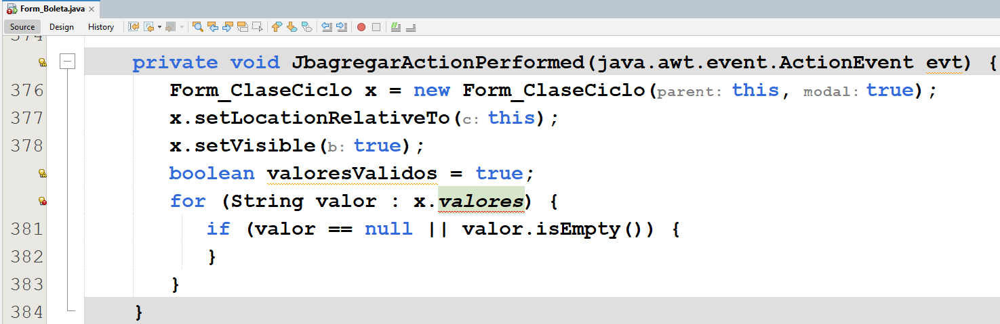 Form_Boleta.java
Source Design History
374
private void JbagregarActionPerformed(java.awt.event.ActionEvent evt) {
376 Form_ClaseCiclo x = new Form_ClaseCiclo(parent: this, modal: true);
377 x.setLocationRelativeTo(c: this);
378 x.setVisible(b: true);
boolean valoresValidos = true;
for (String valor : x.valores) {
381 if (valor == null || valor.isEmpty()) {
382 }
383 }
384 }